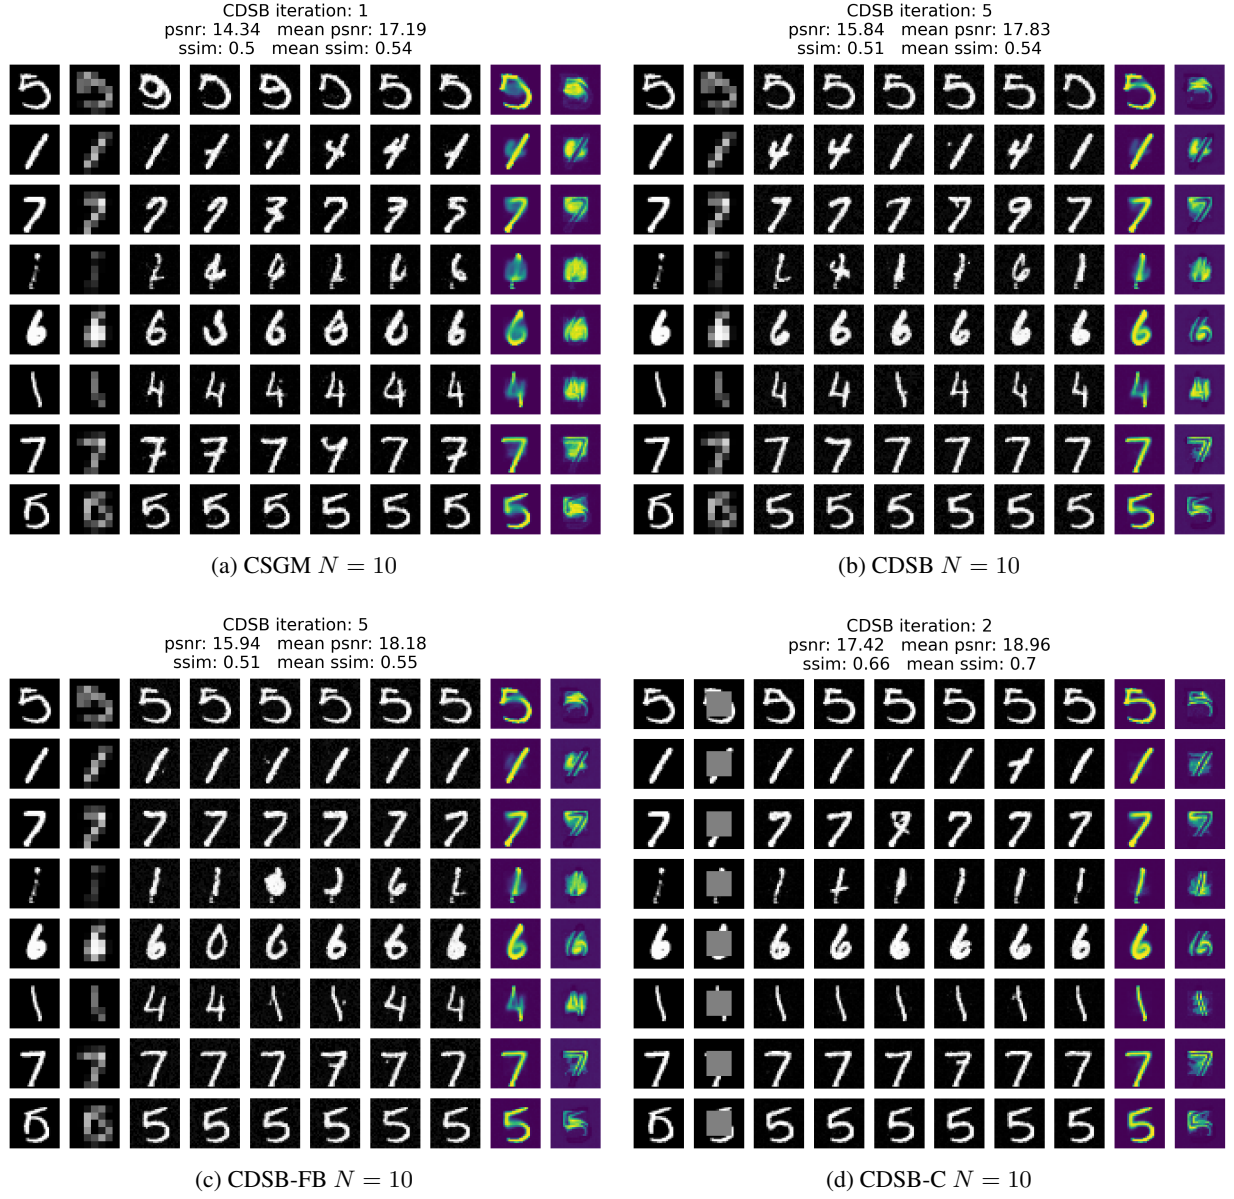 CDSB iteration: 1
psnr: 14.34 mean psnr: 17.19
ssim: 0.5 mean ssim: 0.54
(a) CSGM N = 10
CDSB iteration: 5
psnr: 15.84 mean psnr: 17.83
ssim: 0.51 mean ssim: 0.54
(b) CDSB N = 10
CDSB iteration: 5
psnr: 15.94 mean psnr: 18.18
ssim: 0.51 mean ssim: 0.55
(c) CDSB-FB N = 10
CDSB iteration: 2
psnr: 17.42 mean psnr: 18.96
ssim: 0.66 mean ssim: 0.7
(d) CDSB-C N = 10